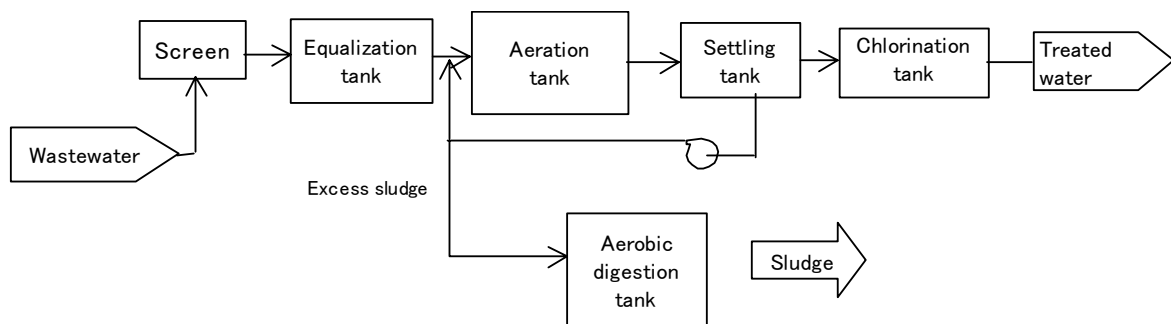 Wastewater
Screen
Equalization
tank
Aeration
tank
Settling
tank
Chlorination
tank
Treated
water
Excess sludge
Aerobic
digestion
tank
Sludge